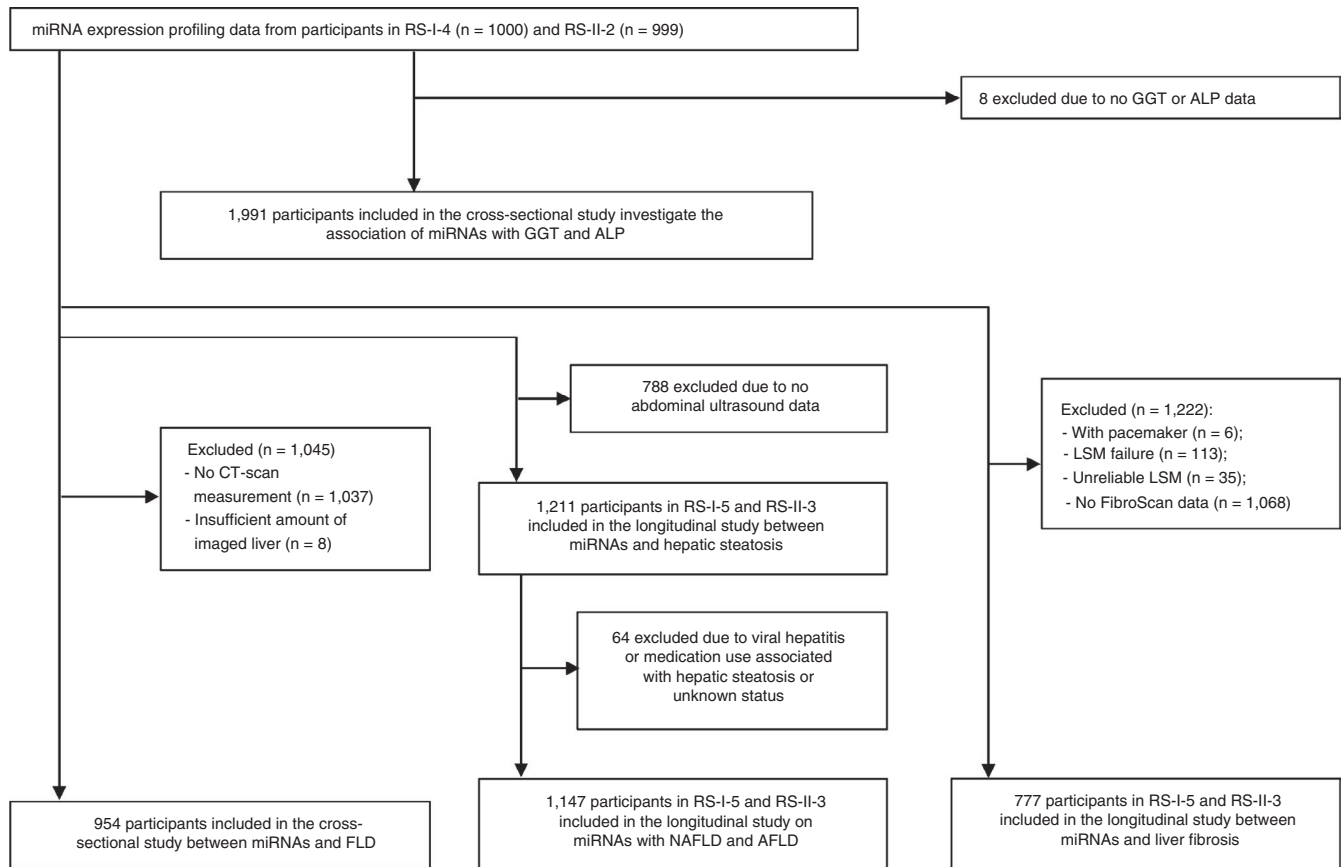 miRNA expression profiling data from participants in RS-I-4 (n = 1000) and RS-II-2 (n = 999)
8 excluded due to no GGT or ALP data
1,991 participants included in the cross-sectional study investigate the
association of miRNAs with GGT and ALP
788 excluded due to no
abdominal ultrasound data
Excluded (n = 1,222):
- With pacemaker (n = 6);
- LSM failure (n = 113);
- Unreliable LSM (n = 35);
- No FibroScan data (n = 1,068)
Excluded (n = 1,045)
- No CT-scan
measurement (n = 1,037)
- Insufficient amount of
imaged liver (n = 8)
1,211 participants in RS-I-5 and RS-II-3
included in the longitudinal study between
miRNAs and hepatic steatosis
64 excluded due to viral hepatitis
or medication use associated
with hepatic steatosis or
unknown status
954 participants included in the cross-
sectional study between miRNAs and FLD
1,147 participants in RS-I-5 and RS-II-3
included in the longitudinal study on
miRNAs with NAFLD and AFLD
777 participants in RS-I-5 and RS-II-3
included in the longitudinal study between
miRNAs and liver fibrosis